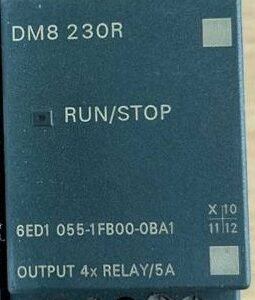 DM8 230R
RUN/STOP
X 10
11 12
6ED1 055-1FB00-0BA1
OUTPUT 4x RELAY/5A